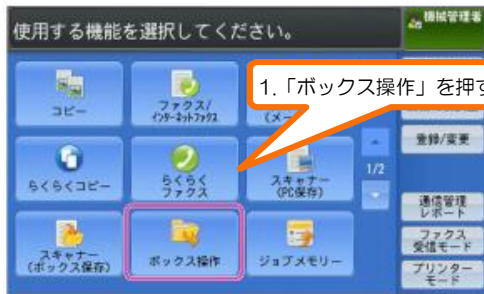 使用する機能を選択してください。
機械管理者
コピー
ファクス/
インターネットファクス
1.「ボックス操作」を押す
(メー
登録/変更
らくらくコピー
らくらく
ファクス
スキャナー
(PC保存)
1/2
通信管理
レポート
スキャナー
(ボックス保存)
ボックス操作
ジョブメモリー
ファクス
受信モード
プリンター
モード